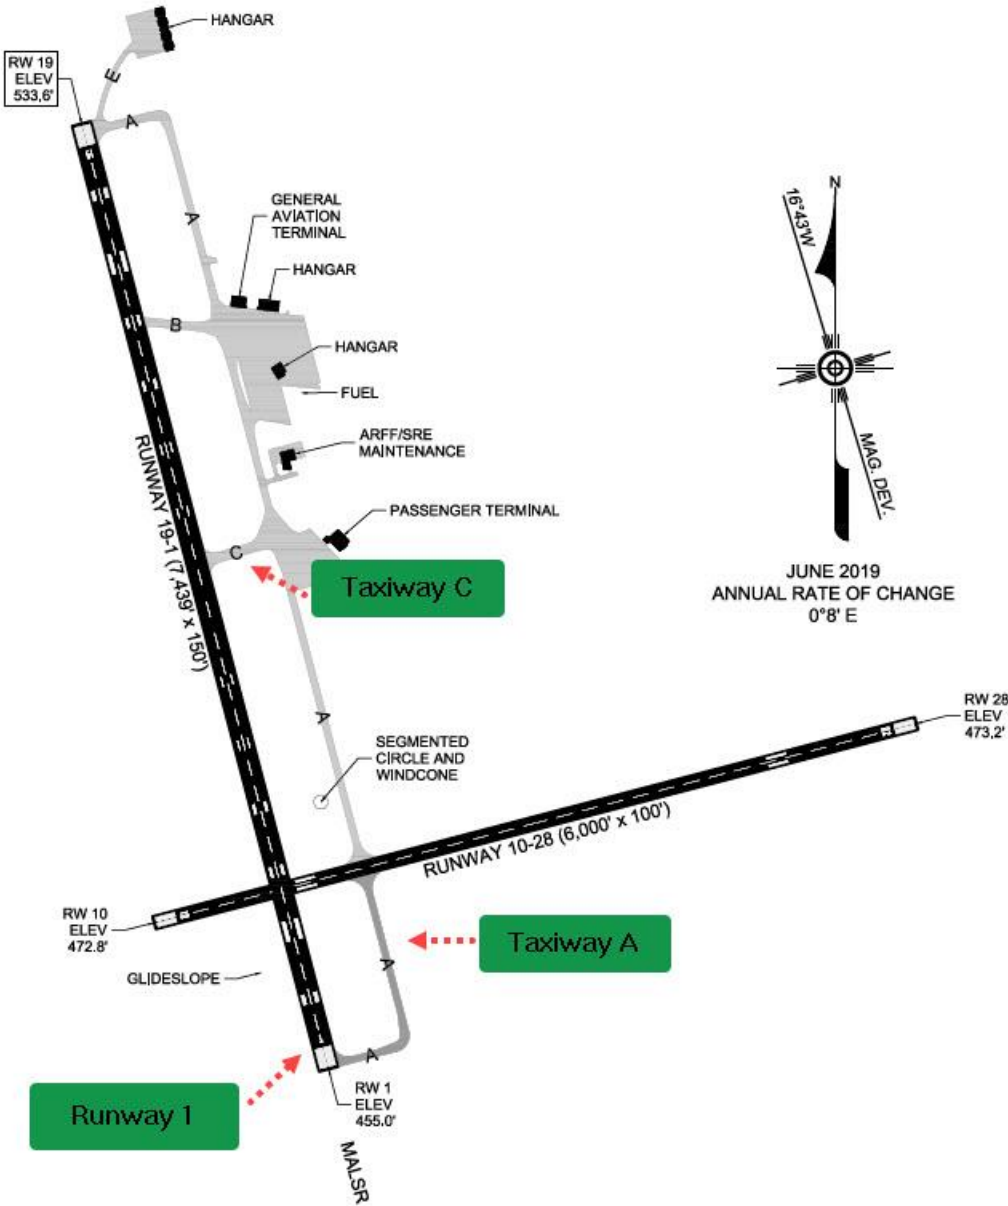 HANGAR
RW 19
ELEV
533.6'
E
A
A
GENERAL
AVIATION
TERMINAL
HANGAR
B
HANGAR
FUEL
ARFF/SRE
MAINTENANCE
PASSENGER TERMINAL
C
Taxiway C
RUNWAY 19-1 (7,439' x 150')
N
16°43'W
MAG. DEV.
JUNE 2019
ANNUAL RATE OF CHANGE
0°8' E
A
SEGMENTED
CIRCLE AND
WINDCONE
RW 28
ELEV
473.2'
RUNWAY 10-28 (6,000' x 100')
RW 10
ELEV
472.8'
Taxiway A
A
GLIDESLOPE
A
Runway 1
RW 1
ELEV
455.0'
MALSR